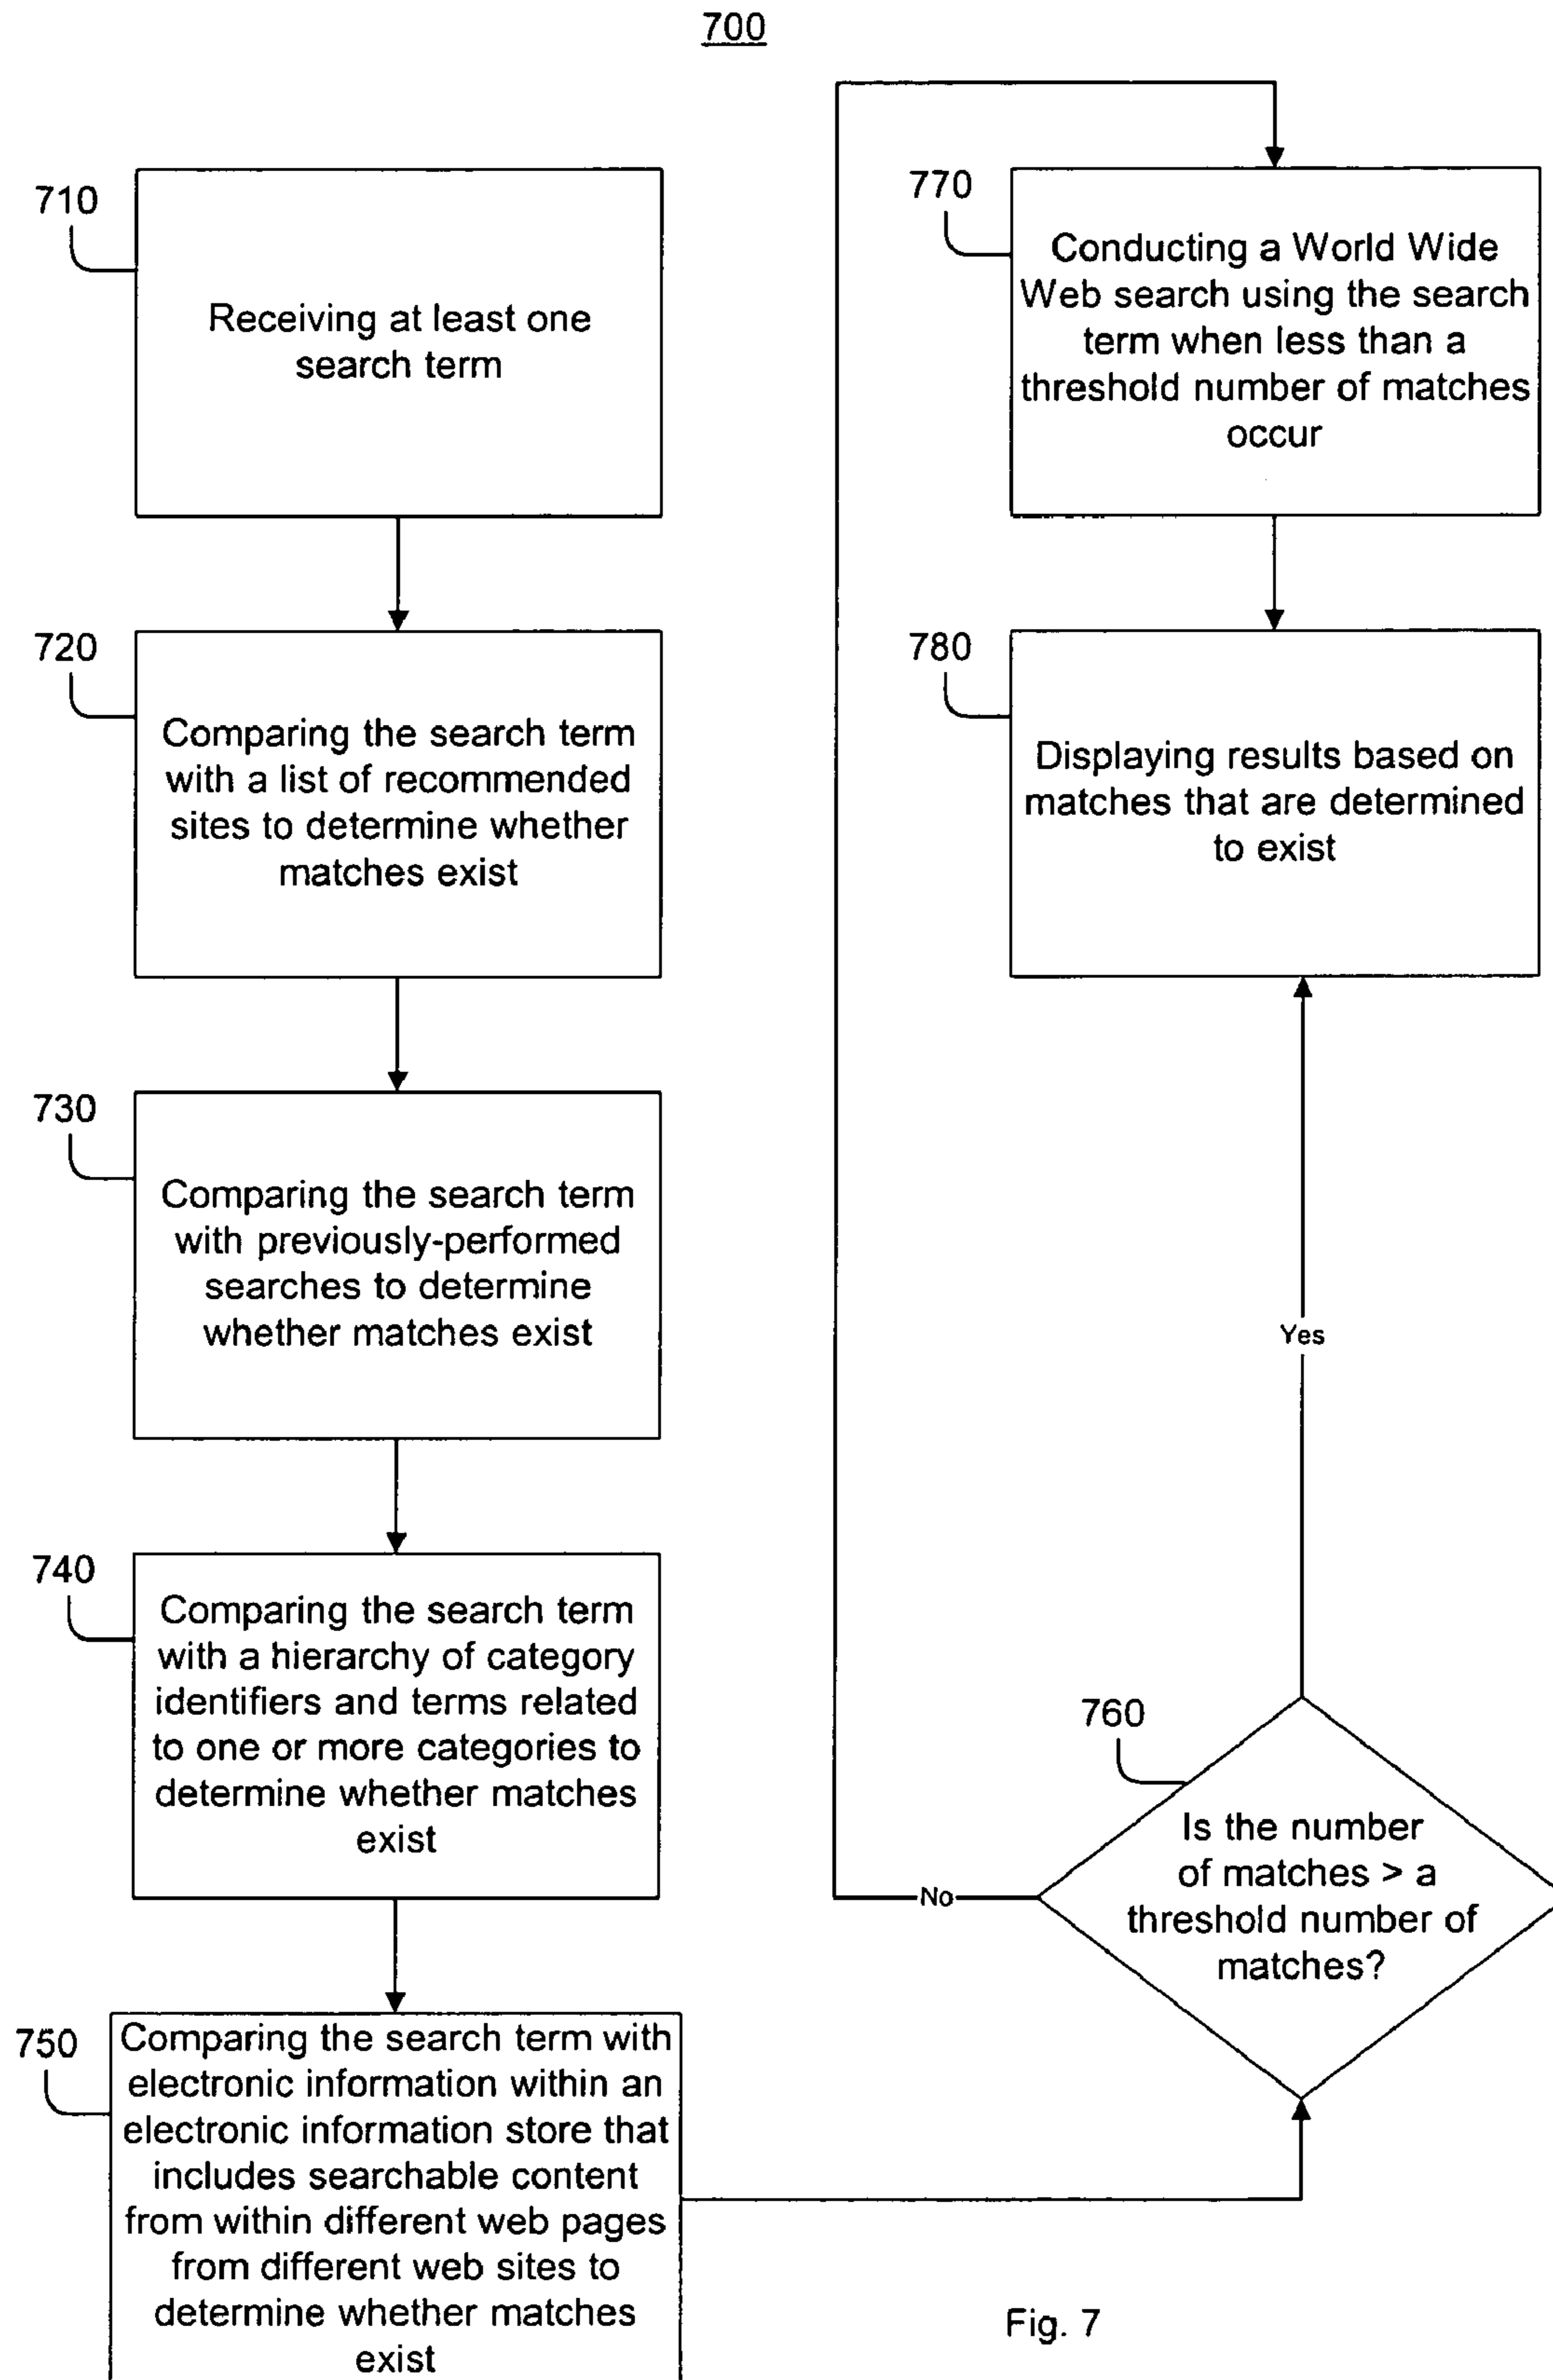 700
710
Receiving at least one
search term
720
Comparing the search term
with a list of recommended
sites to determine whether
matches exist
730
Comparing the search term
with previously-performed
searches to determine
whether matches exist
740
Comparing the search term
with a hierarchy of category
identifiers and terms related
to one or more categories to
determine whether matches
exist
750
Comparing the search term with
electronic information within an
electronic information store that
includes searchable content
from within different web pages
from different web sites to
determine whether matches
exist
760
Is the number
of matches > a
threshold number of
matches?
No
Yes
770
Conducting a World Wide
Web search using the search
term when less than a
threshold number of matches
occur
780
Displaying results based on
matches that are determined
to exist
Fig. 7